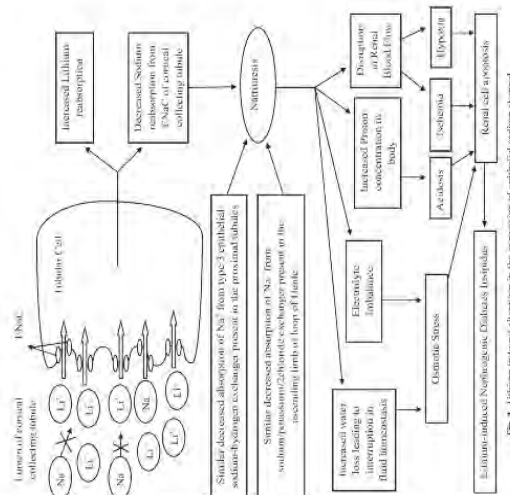 Lumen of cortical
collecting tubule
ENaC
Tubular Cell
Na
Li
Na
Li
Li
Li
Li
Li
Na
Li
Increased Lithium
reabsorption
Decreased Sodium
reabsorption from
ENaC of cortical
collecting tubule
Similar decreased absorption of Na⁺ from type 3 epithelial
sodium-hydrogen exchanger present in the proximal tubules
Similar decreased absorption of Na from
sodium/potassium/2chloride exchanger present in the
ascending limb of loop of Henle
Natriuresis
Increased water
loss leading to
interruption in
fluid homeostasis
Electrolyte
Imbalance
Increased Proton
concentration in
body
Disruption
in Renal
Blood Flow
Osmotic Stress
Acidosis
Ischemia
Hypoxia
Lithium-induced Nephrogenic Diabetes Insipidus
Renal cell apoptosis
Fig. 1